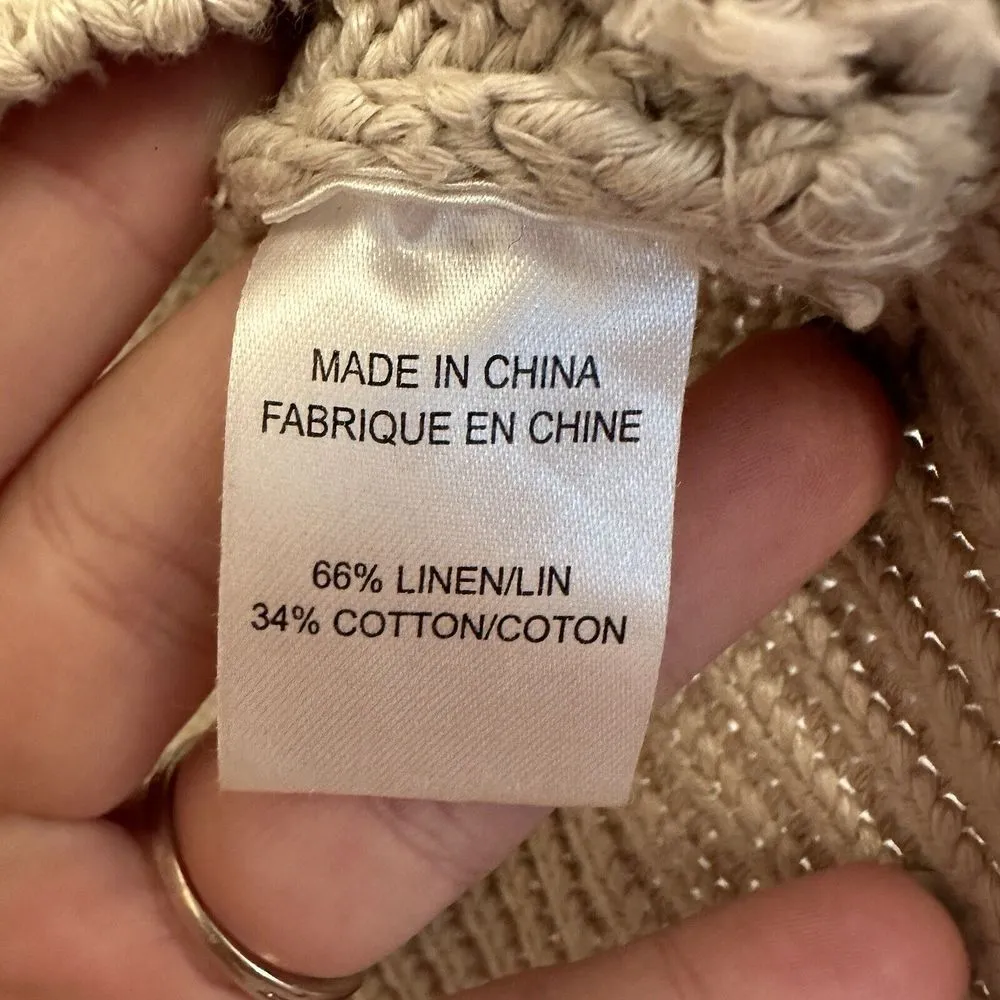 MADE IN CHINA
FABRIQUE EN CHINE
66% LINEN/LIN
34% COTTON/COTON